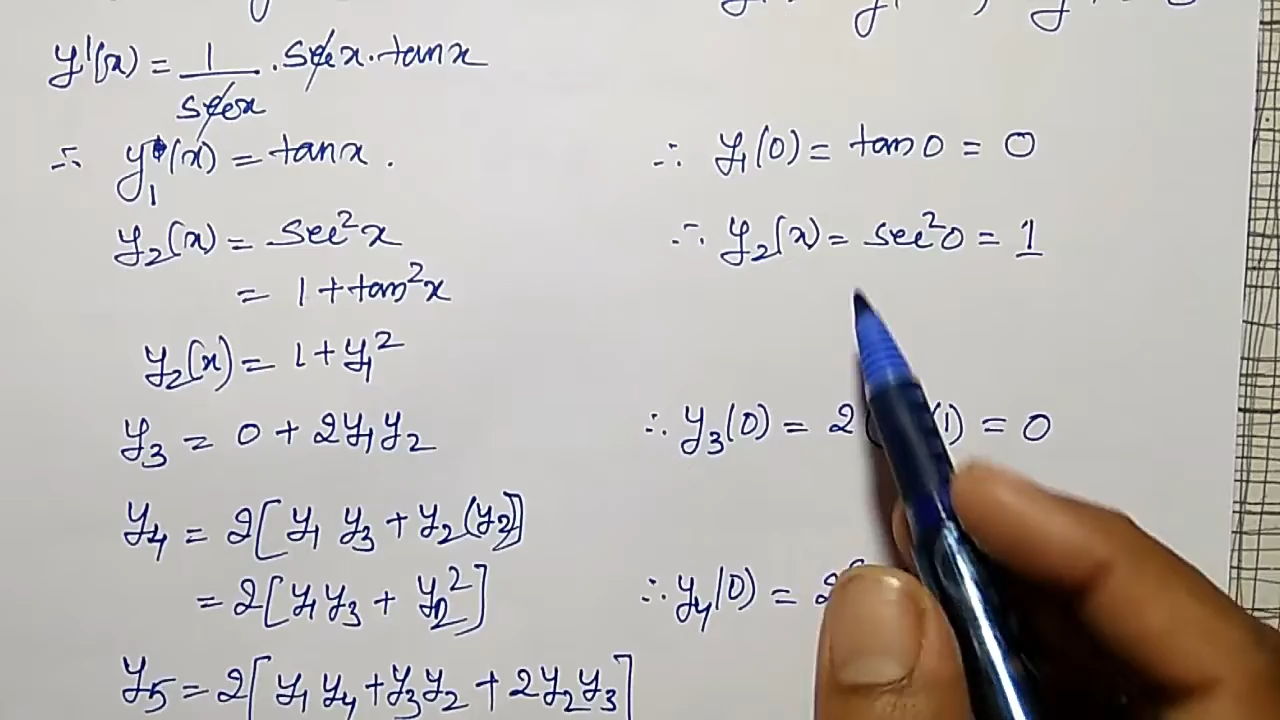 y'(x) = 1/secx . secx . tanx
∴ y₁(x) = tanx .
∴ y₁(0) = tan0 = 0
y₂(x) = sec²x
∴ y₂(x) = sec²0 = 1
= 1 + tan²x
y₂(x) = 1 + y₁²
y₃ = 0 + 2y₁y₂
∴ y₃(0) = 2 (1) = 0
y₄ = 2[y₁ y₃ + y₂(y₂)]
= 2[y₁y₃ + y₂²]
∴ y₄(0) = 2
y₅ = 2[y₁y₄ + y₃y₂ + 2y₂y₃]